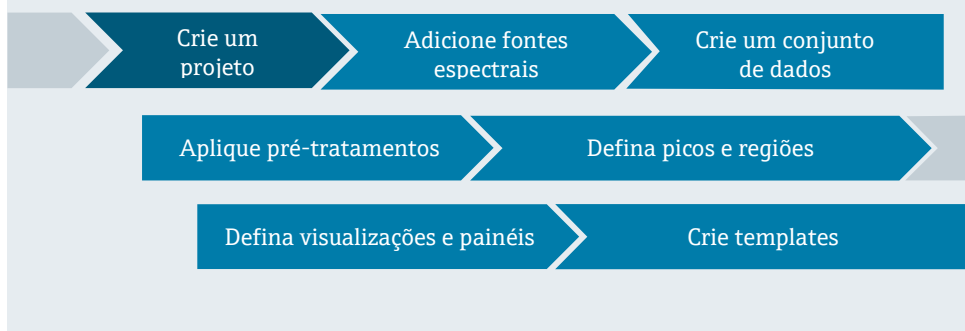 Crie um
projeto
Adicione fontes
espectrais
Crie um conjunto
de dados
Aplique pré-tratamentos
Defina picos e regiões
Defina visualizações e painéis
Crie templates